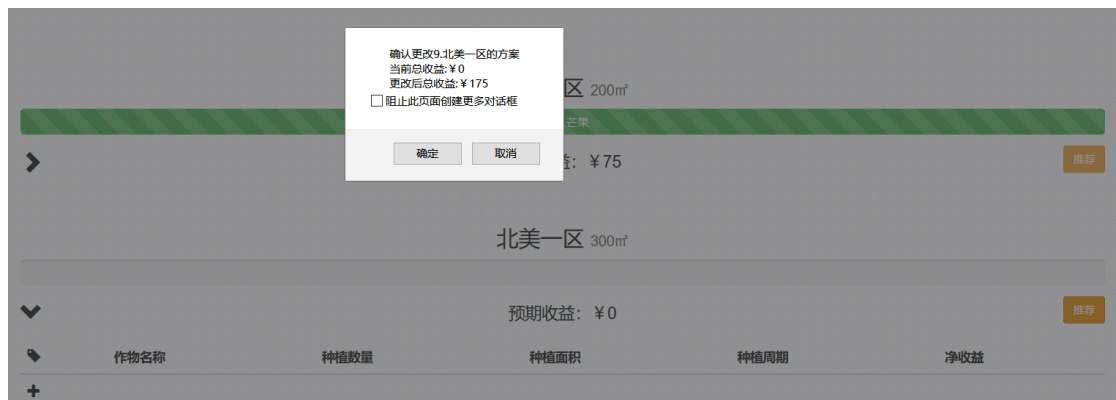 确认更改9.北美一区的方案
当前总收益:¥0
更改后总收益:¥175
阻止此页面创建更多对话框
确定 取消
区 200㎡
芒果
益：¥75 推荐
北美一区 300㎡
预期收益：¥0 推荐
作物名称 种植数量 种植面积 种植周期 净收益